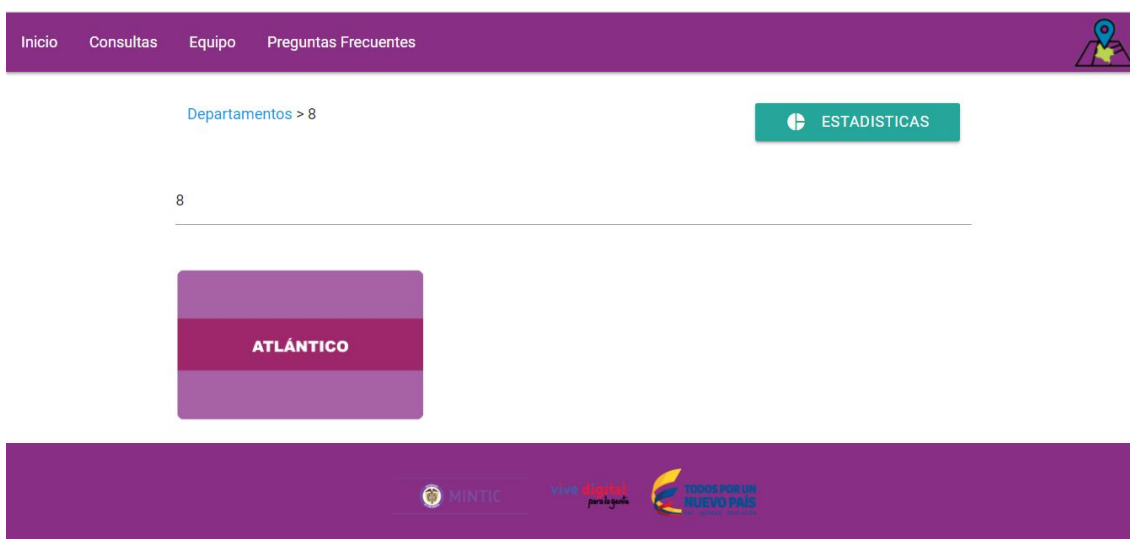 Inicio Consultas Equipo Preguntas Frecuentes
Departamentos > 8
ESTADISTICAS
8
ATLÁNTICO
MINTIC
vive digital
para la gente
TODOS POR UN
NUEVO PAÍS